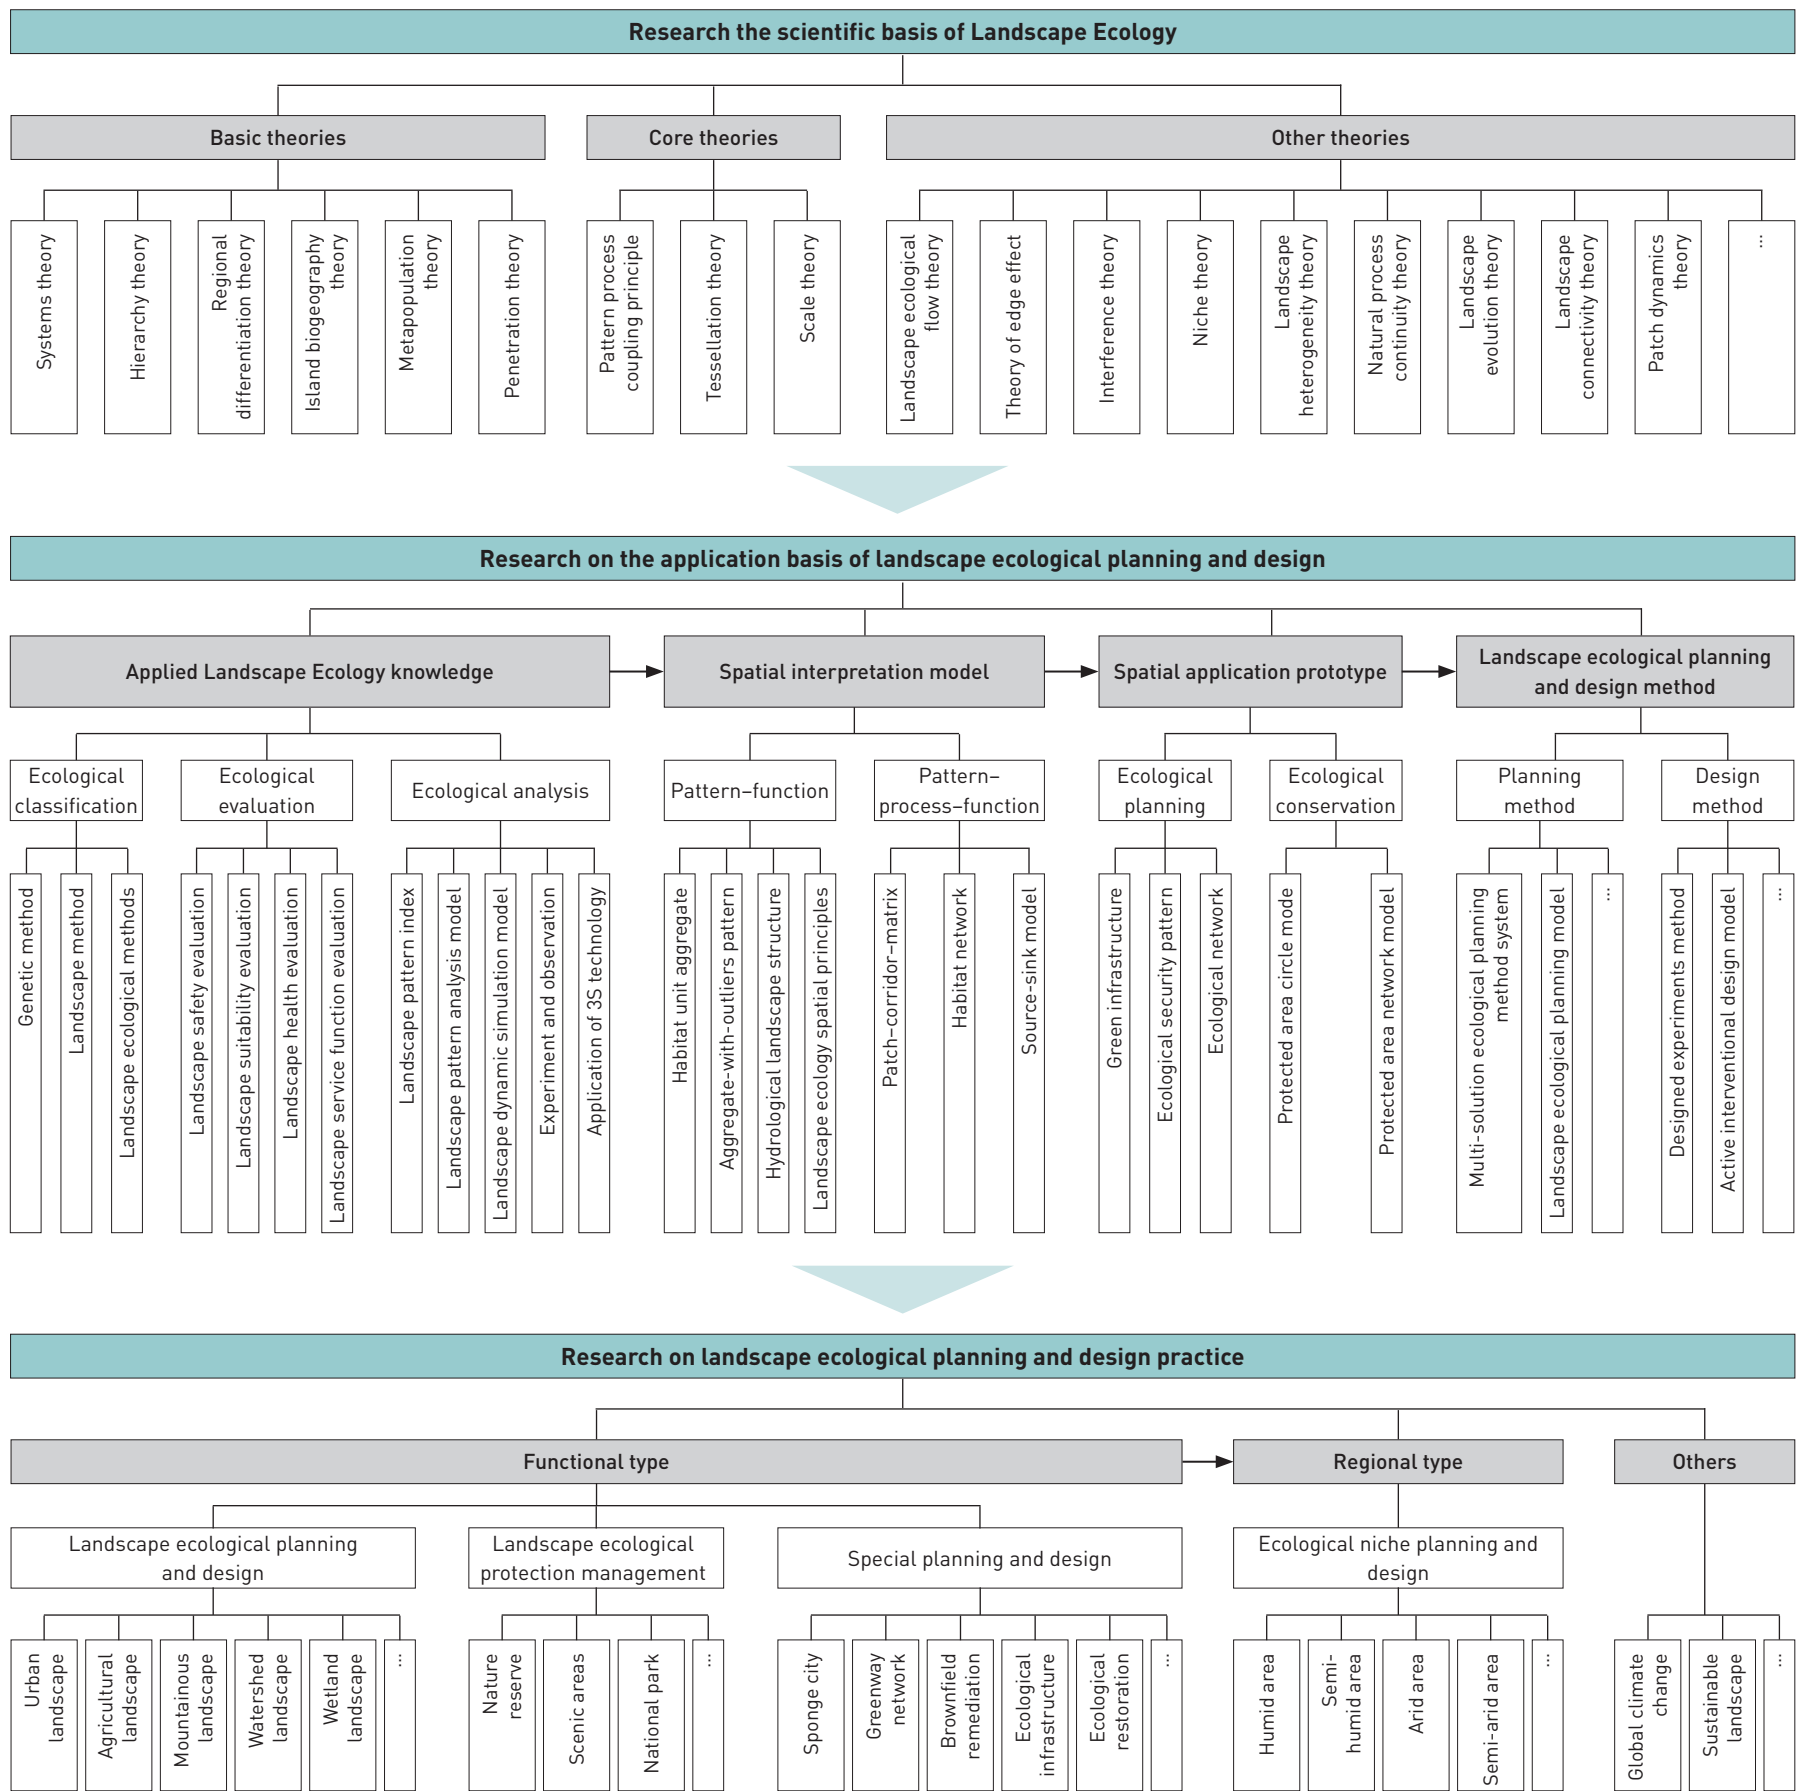 Research the scientific basis of Landscape Ecology
Basic theories
Core theories
Other theories
Systems theory
Hierarchy theory
Regional
differentiation theory
Island biogeography
theory
Metapopulation
theory
Penetration theory
Pattern process
coupling principle
Tessellation theory
Scale theory
Landscape ecological
flow theory
Theory of edge effect
Interference theory
Niche theory
Landscape
heterogeneity theory
Natural process
continuity theory
Landscape
evolution theory
Landscape
connectivity theory
Patch dynamics
theory
...
Research on the application basis of landscape ecological planning and design
Applied Landscape Ecology knowledge
Spatial interpretation model
Spatial application prototype
Landscape ecological planning
and design method
Ecological
classification
Ecological
evaluation
Ecological analysis
Pattern–function
Pattern–
process–function
Ecological
planning
Ecological
conservation
Planning
method
Design
method
Genetic method
Landscape method
Landscape ecological methods
Landscape safety evaluation
Landscape suitability evaluation
Landscape health evaluation
Landscape service function evaluation
Landscape pattern index
Landscape pattern analysis model
Landscape dynamic simulation model
Experiment and observation
Application of 3S technology
Habitat unit aggregate
Aggregate-with-outliers pattern
Hydrological landscape structure
Landscape ecology spatial principles
Patch–corridor–matrix
Habitat network
Source-sink model
Green infrastructure
Ecological security pattern
Ecological network
Protected area circle mode
Protected area network model
Multi-solution ecological planning
method system
Landscape ecological planning model
...
Designed experiments method
Active interventional design model
...
Research on landscape ecological planning and design practice
Functional type
Regional type
Others
Landscape ecological planning
and design
Landscape ecological
protection management
Special planning and design
Ecological niche planning and
design
Urban
landscape
Agricultural
landscape
Mountainous
landscape
Watershed
landscape
Wetland
landscape
...
Nature
reserve
Scenic areas
National park
...
Sponge city
Greenway
network
Brownfield
remediation
Ecological
infrastructure
Ecological
restoration
...
Humid area
Semi-
humid area
Arid area
Semi-arid area
...
Global climate
change
Sustainable
landscape
...